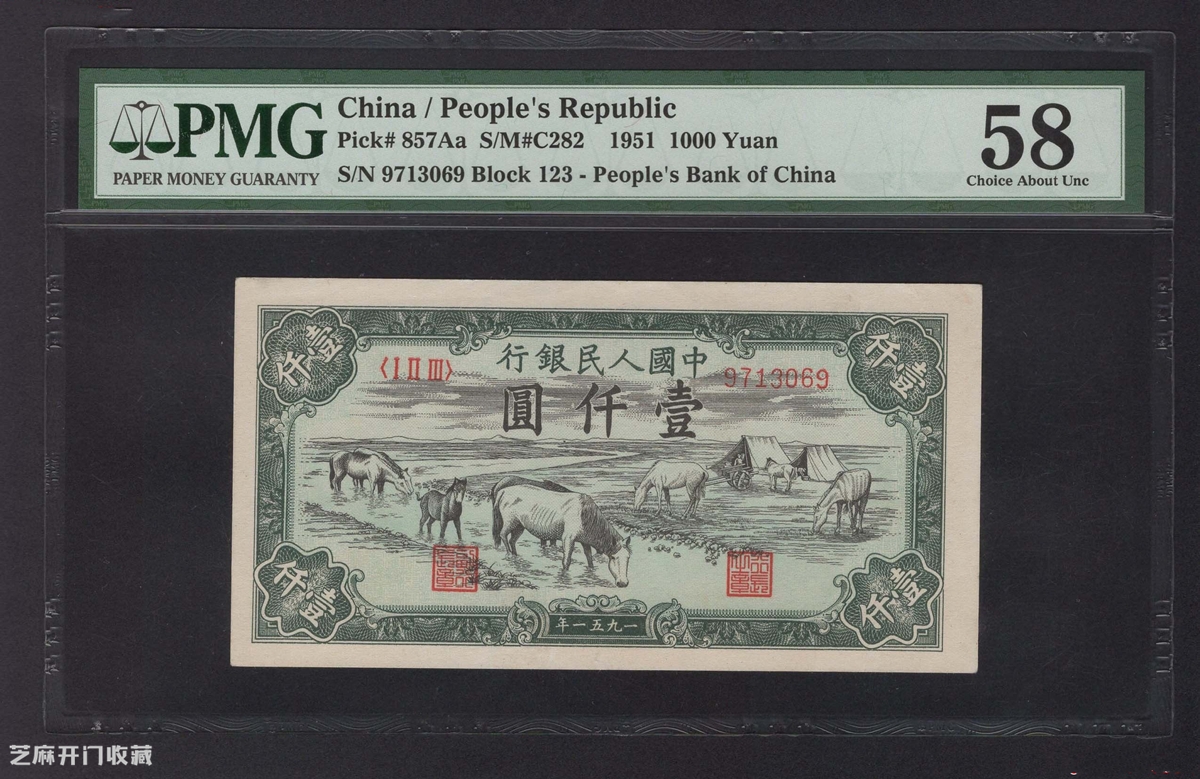 PMG
PAPER MONEY GUARANTY
China / People's Republic
Pick# 857Aa S/M#C282 1951 1000 Yuan
S/N 9713069 Block 123 - People's Bank of China
58
Choice About Unc
壹仟
壹仟
行銀民人國中
〈I II III〉
9713069
圓仟壹
壹仟
壹仟
年一五九一
芝麻开门收藏